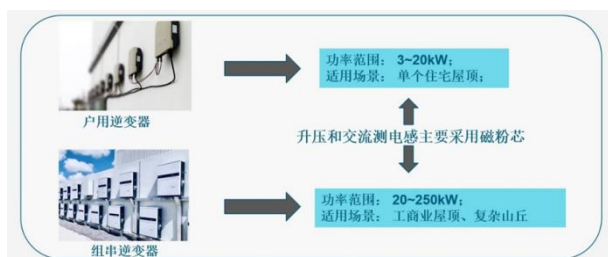 功率范围： 3~20kW；
适用场景： 单个住宅屋顶；
户用逆变器
升压和交流测电感主要采用磁粉芯
功率范围： 20~250kW；
适用场景： 工商业屋顶、复杂山丘
组串逆变器